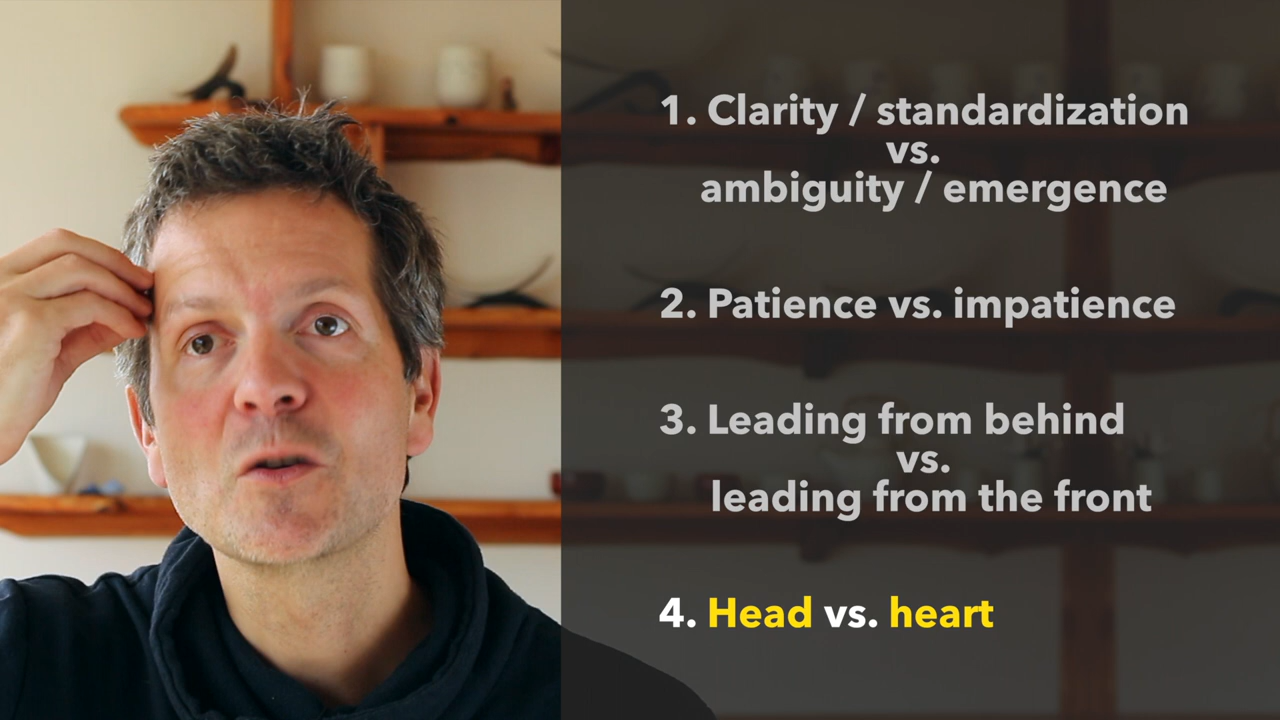 1. Clarity / standardization
vs.
ambiguity / emergence
2. Patience vs. impatience
3. Leading from behind
vs.
leading from the front
4. Head vs. heart